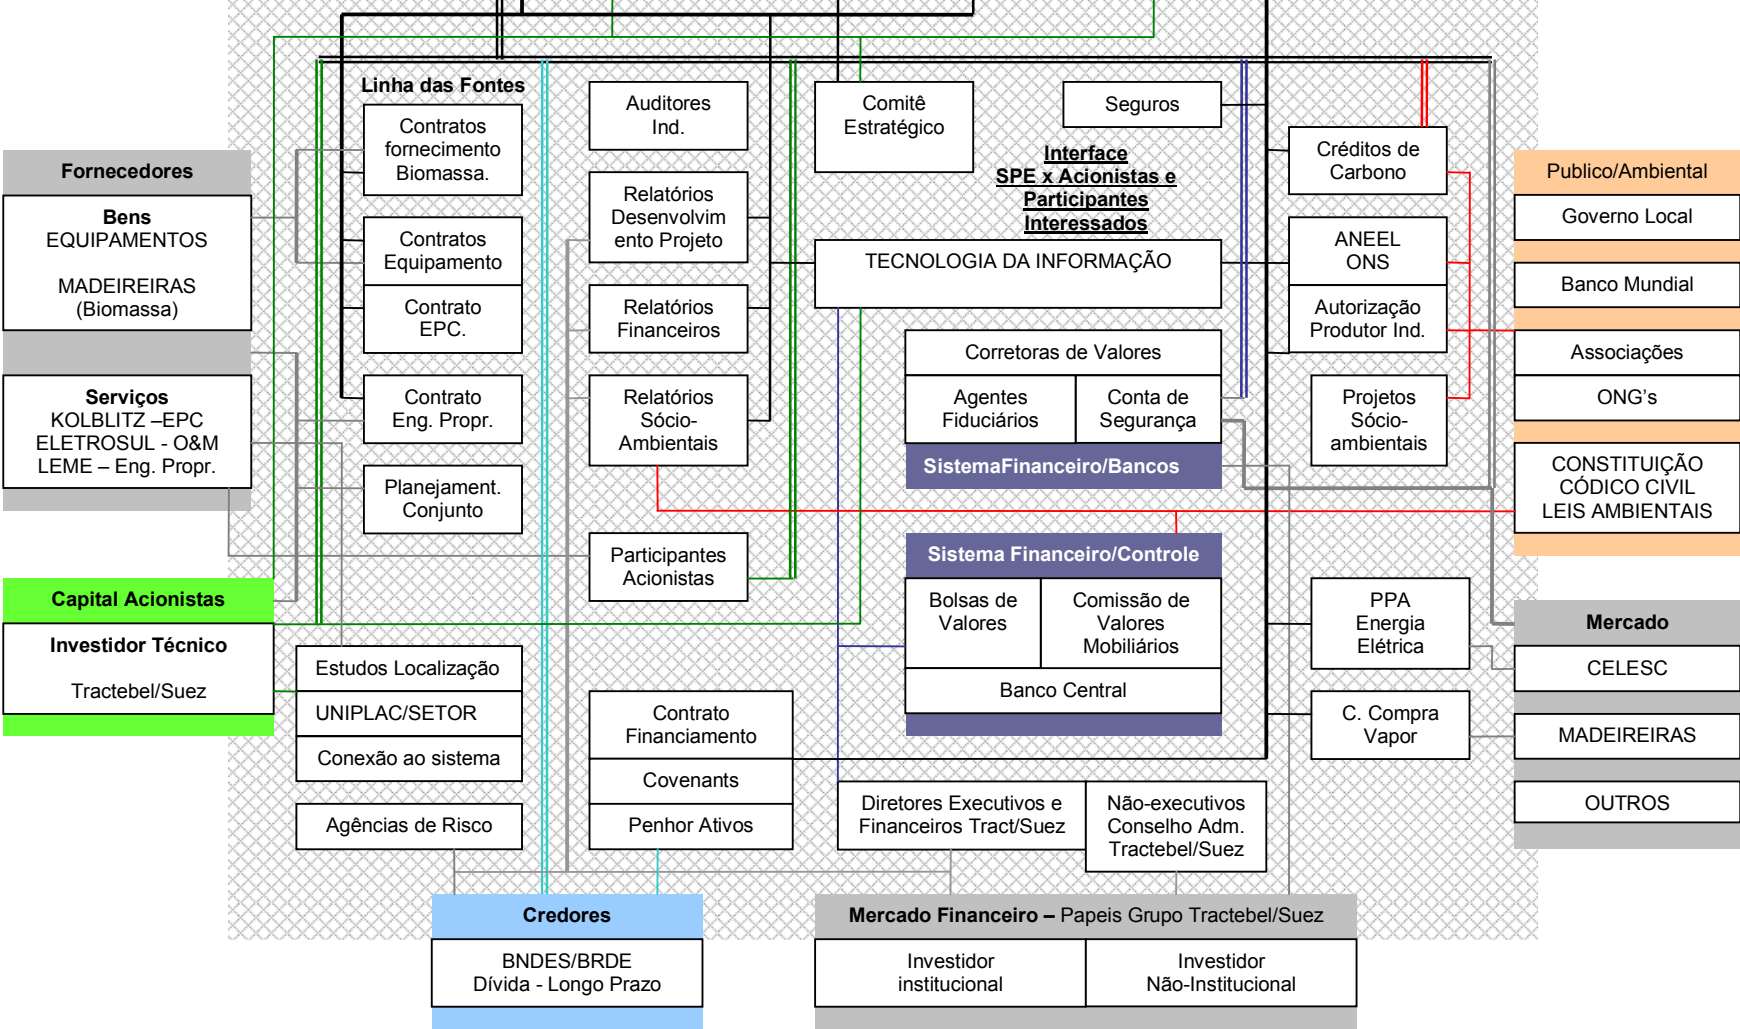 Linha das Fontes
Contratos
fornecimento
Biomassa.
Contratos
Equipamento
Contrato
EPC.
Contrato
Eng. Propr.
Planejament.
Conjunto
Auditores
Ind.
Relatórios
Desenvolvim
ento Projeto
Relatórios
Financeiros
Relatórios
Sócio-
Ambientais
Participantes
Acionistas
Comitê
Estratégico
Seguros
Interface
SPE x Acionistas e
Participantes
Interessados
TECNOLOGIA DA INFORMAÇÃO
Corretoras de Valores
Agentes
Fiduciários
Conta de
Segurança
SistemaFinanceiro/Bancos
Sistema Financeiro/Controle
Bolsas de
Valores
Comissão de
Valores
Mobiliários
Banco Central
Créditos de
Carbono
ANEEL
ONS
Autorização
Produtor Ind.
Projetos
Sócio-
ambientais
PPA
Energia
Elétrica
C. Compra
Vapor
Fornecedores
Bens
EQUIPAMENTOS
MADEIREIRAS
(Biomassa)
Serviços
KOLBLITZ –EPC
ELETROSUL - O&M
LEME – Eng. Propr.
Capital Acionistas
Investidor Técnico
Tractebel/Suez
Estudos Localização
UNIPLAC/SETOR
Conexão ao sistema
Agências de Risco
Contrato
Financiamento
Covenants
Penhor Ativos
Diretores Executivos e
Financeiros Tract/Suez
Não-executivos
Conselho Adm.
Tractebel/Suez
Publico/Ambiental
Governo Local
Banco Mundial
Associações
ONG's
CONSTITUIÇÃO
CÓDICO CIVIL
LEIS AMBIENTAIS
Mercado
CELESC
MADEIREIRAS
OUTROS
Credores
BNDES/BRDE
Dívida - Longo Prazo
Mercado Financeiro – Papeis Grupo Tractebel/Suez
Investidor
institucional
Investidor
Não-Institucional